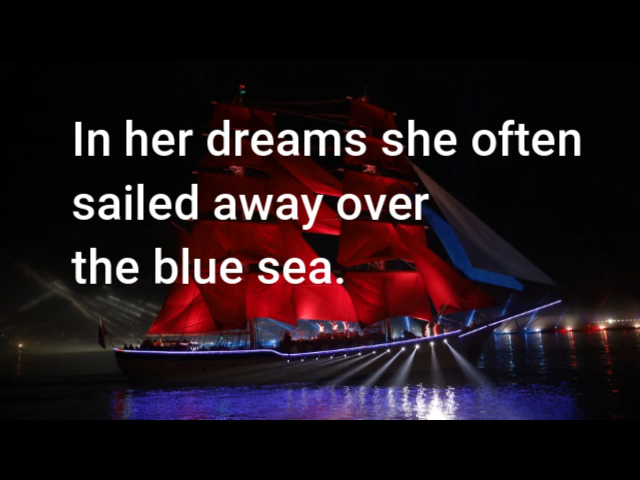 In her dreams she often
sailed away over
the blue sea.